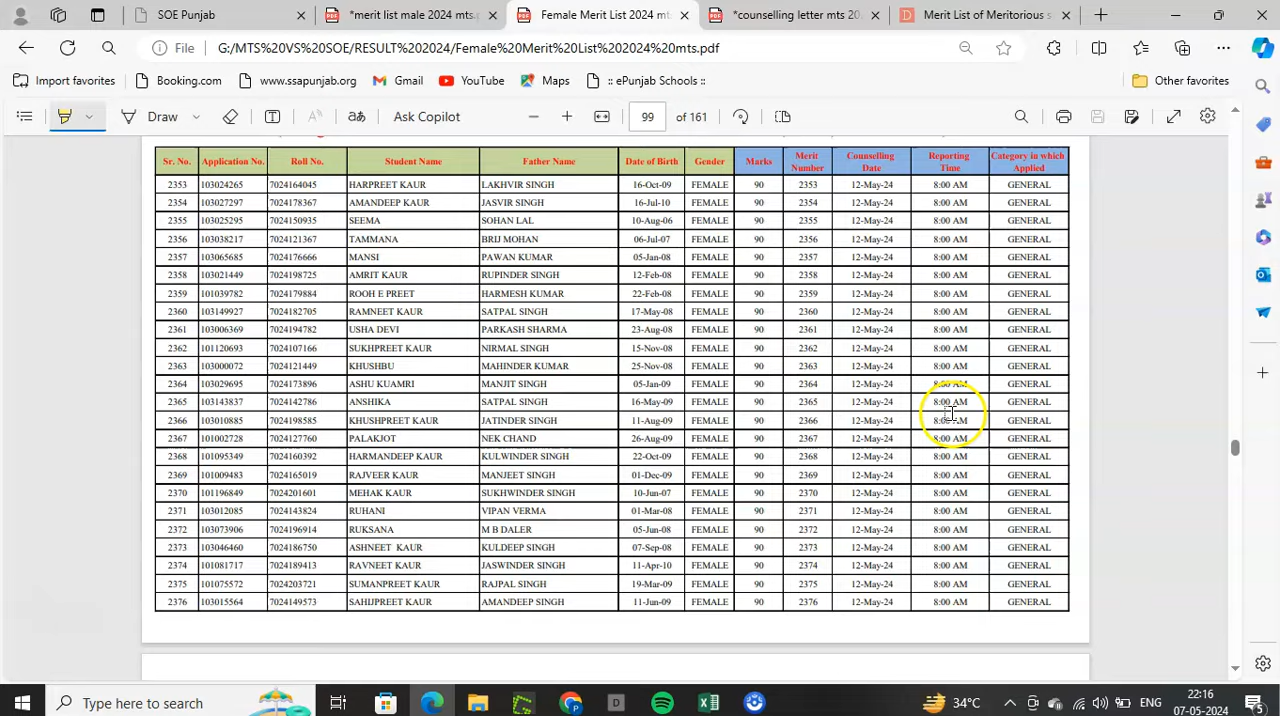 SOE Punjab
*merit list male 2024 mts.
Female Merit List 2024 mt
*counselling letter mts 20
Merit List of Meritorious s
File G:/MTS%20VS%20SOE/RESULT%202024/Female%20Merit%20List%202024%20mts.pdf
Import favorites Booking.com www.ssapunjab.org Gmail YouTube Maps :: ePunjab Schools :: Other favorites
Draw Ask Copilot 99 of 161
Sr. No. Application No. Roll No. Student Name Father Name Date of Birth Gender Marks Merit Number Counselling Date Reporting Time Category in which Applied
2353 103024265 7024164045 HARPREET KAUR LAKHVIR SINGH 16-Oct-09 FEMALE 90 2353 12-May-24 8:00 AM GENERAL
2354 103027297 7024178367 AMANDEEP KAUR JASVIR SINGH 16-Jul-10 FEMALE 90 2354 12-May-24 8:00 AM GENERAL
2355 103025295 7024150935 SEEMA SOHAN LAL 10-Aug-06 FEMALE 90 2355 12-May-24 8:00 AM GENERAL
2356 103038217 7024121367 TAMMANA BRIJ MOHAN 06-Jul-07 FEMALE 90 2356 12-May-24 8:00 AM GENERAL
2357 103065685 7024176666 MANSI PAWAN KUMAR 05-Jan-08 FEMALE 90 2357 12-May-24 8:00 AM GENERAL
2358 103021449 7024198725 AMRIT KAUR RUPINDER SINGH 12-Feb-08 FEMALE 90 2358 12-May-24 8:00 AM GENERAL
2359 101039782 7024179884 ROOH E PREET HARMESH KUMAR 22-Feb-08 FEMALE 90 2359 12-May-24 8:00 AM GENERAL
2360 103149927 7024182705 RAMNEET KAUR SATPAL SINGH 17-May-08 FEMALE 90 2360 12-May-24 8:00 AM GENERAL
2361 103006369 7024194782 USHA DEVI PARKASH SHARMA 23-Aug-08 FEMALE 90 2361 12-May-24 8:00 AM GENERAL
2362 101120693 7024107166 SUKHPREET KAUR NIRMAL SINGH 15-Nov-08 FEMALE 90 2362 12-May-24 8:00 AM GENERAL
2363 103000072 7024121449 KHUSHBU MAHINDER KUMAR 25-Nov-08 FEMALE 90 2363 12-May-24 8:00 AM GENERAL
2364 103029695 7024173896 ASHU KUAMRI MANJIT SINGH 05-Jan-09 FEMALE 90 2364 12-May-24 8:00 AM GENERAL
2365 103143837 7024142786 ANSHIKA SATPAL SINGH 16-May-09 FEMALE 90 2365 12-May-24 8:00 AM GENERAL
2366 103010885 7024198585 KHUSHPREET KAUR JATINDER SINGH 11-Aug-09 FEMALE 90 2366 12-May-24 8:00 AM GENERAL
2367 101002728 7024127760 PALAKJOT NEK CHAND 26-Aug-09 FEMALE 90 2367 12-May-24 8:00 AM GENERAL
2368 101095349 7024160392 HARMANDEEP KAUR KULWINDER SINGH 22-Oct-09 FEMALE 90 2368 12-May-24 8:00 AM GENERAL
2369 101009483 7024165019 RAJVEER KAUR MANJEET SINGH 01-Dec-09 FEMALE 90 2369 12-May-24 8:00 AM GENERAL
2370 101196849 7024201601 MEHAK KAUR SUKHWINDER SINGH 10-Jun-07 FEMALE 90 2370 12-May-24 8:00 AM GENERAL
2371 103012085 7024143824 RUHANI VIPAN VERMA 01-Mar-08 FEMALE 90 2371 12-May-24 8:00 AM GENERAL
2372 103073906 7024196914 RUKSANA M B DALER 05-Jun-08 FEMALE 90 2372 12-May-24 8:00 AM GENERAL
2373 103046460 7024186750 ASHNEET KAUR KULDEEP SINGH 07-Sep-08 FEMALE 90 2373 12-May-24 8:00 AM GENERAL
2374 101081717 7024189413 RAVNEET KAUR JASWINDER SINGH 11-Apr-10 FEMALE 90 2374 12-May-24 8:00 AM GENERAL
2375 101075572 7024203721 SUMANPREET KAUR RAJPAL SINGH 19-Mar-09 FEMALE 90 2375 12-May-24 8:00 AM GENERAL
2376 103015564 7024149573 SAHIJPREET KAUR AMANDEEP SINGH 11-Jun-09 FEMALE 90 2376 12-May-24 8:00 AM GENERAL
Type here to search 34°C ENG 22:16
07-05-2024 5